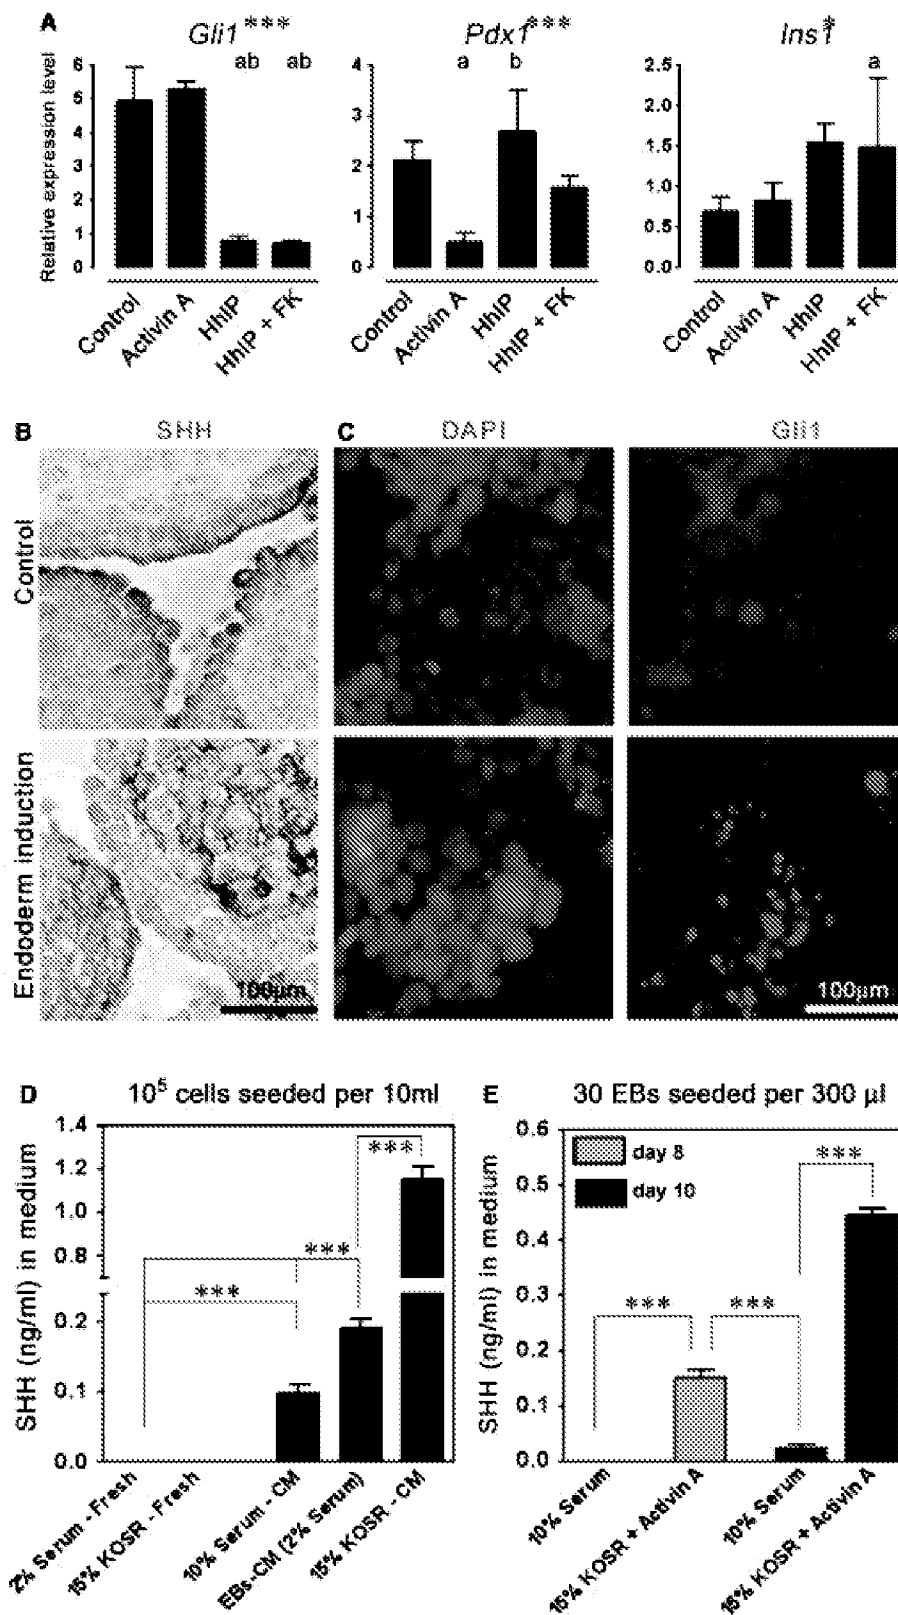 A
Gli1 *** Pdx1*** Ins1*
ab ab a b a
Relative expression level
6 5 4 3 2 1 0
4 3 2 1 0
2.5 2.0 1.5 1.0 0.5 0.0
Control Activin A HhIP HhIP + FK
Control Activin A HhIP HhIP + FK
Control Activin A HhIP HhIP + FK
B SHH C DAPI Gli1
Control
Endoderm induction
100µm 100µm
D 10⁵ cells seeded per 10ml
SHH (ng/ml) in medium
1.4 1.2 1.0 0.8 0.2 0.1 0.0
***
***
***
2% Serum - Fresh
15% KOSR - Fresh
10% Serum - CM
EBs-CM (2% Serum)
15% KOSR - CM
E 30 EBs seeded per 300 µl
SHH (ng/ml) in medium
0.6 0.5 0.4 0.3 0.2 0.1 0.0
day 8
day 10
***
*** ***
10% Serum
15% KOSR + Activin A
10% Serum
15% KOSR + Activin A